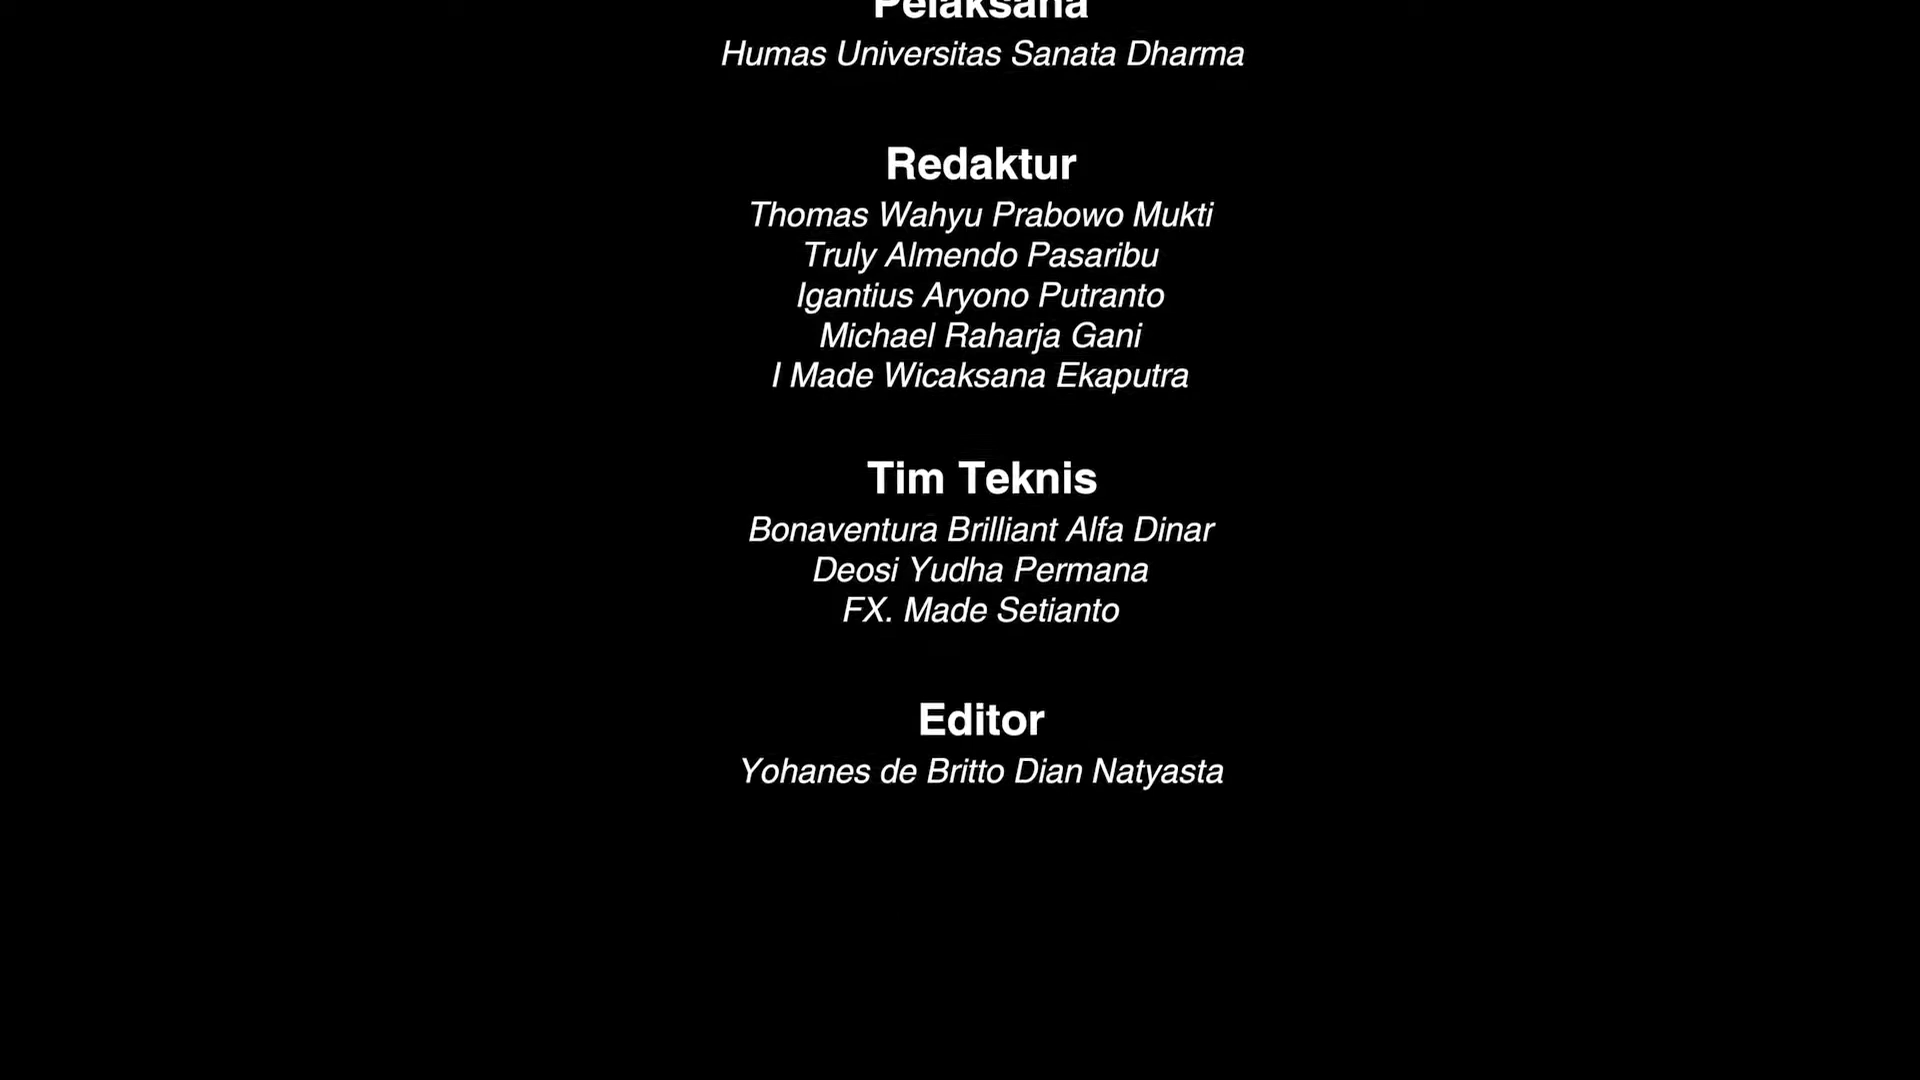 Pelaksana
Humas Universitas Sanata Dharma
Redaktur
Thomas Wahyu Prabowo Mukti
Truly Almendo Pasaribu
Igantius Aryono Putranto
Michael Raharja Gani
I Made Wicaksana Ekaputra
Tim Teknis
Bonaventura Brilliant Alfa Dinar
Deosi Yudha Permana
FX. Made Setianto
Editor
Yohanes de Britto Dian Natyasta